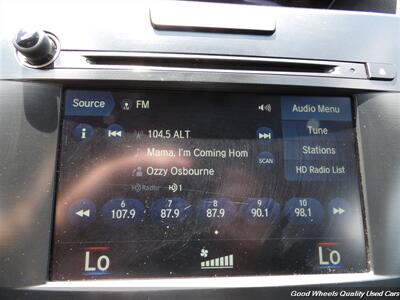 Source
FM
Audio Menu
104.5 ALT
Tune
Mama, I'm Coming Hom
SCAN
Stations
Ozzy Osbourne
HD Radio List
Radio
1
6 7 8 9 10
107.9 87.9 87.9 90.1 98.1
Lo
Lo
Good Wheels Quality Used Cars